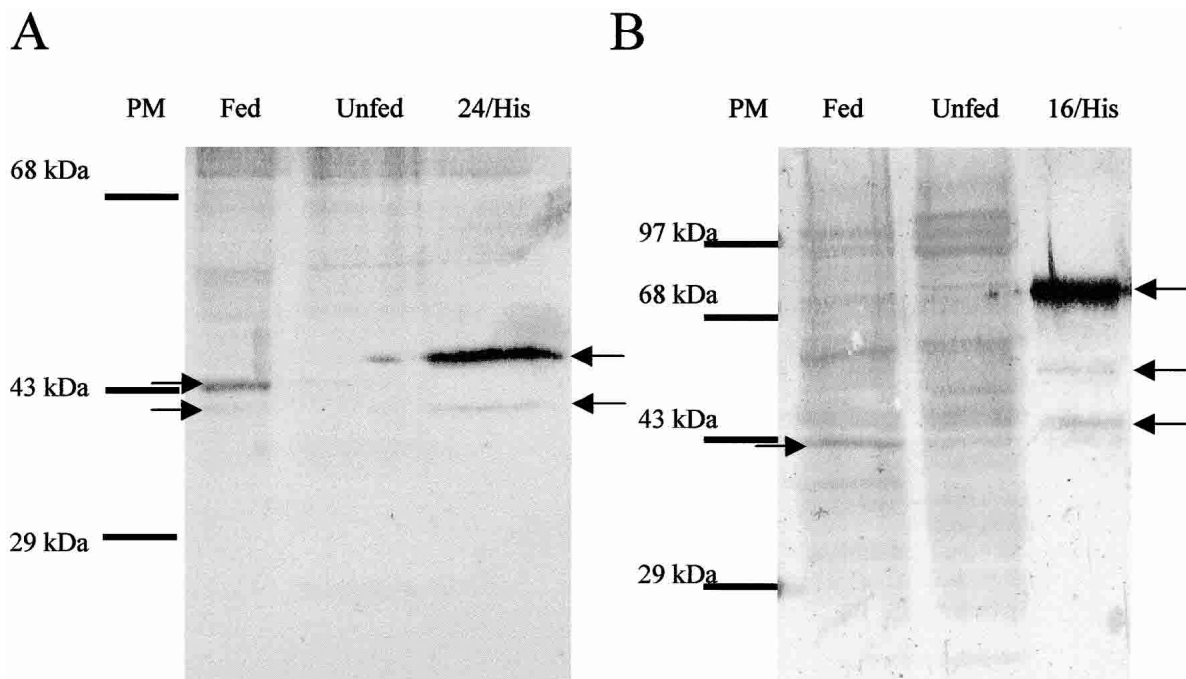 A
PM Fed Unfed 24/His
68 kDa
43 kDa
29 kDa
B
PM Fed Unfed 16/His
97 kDa
68 kDa
43 kDa
29 kDa